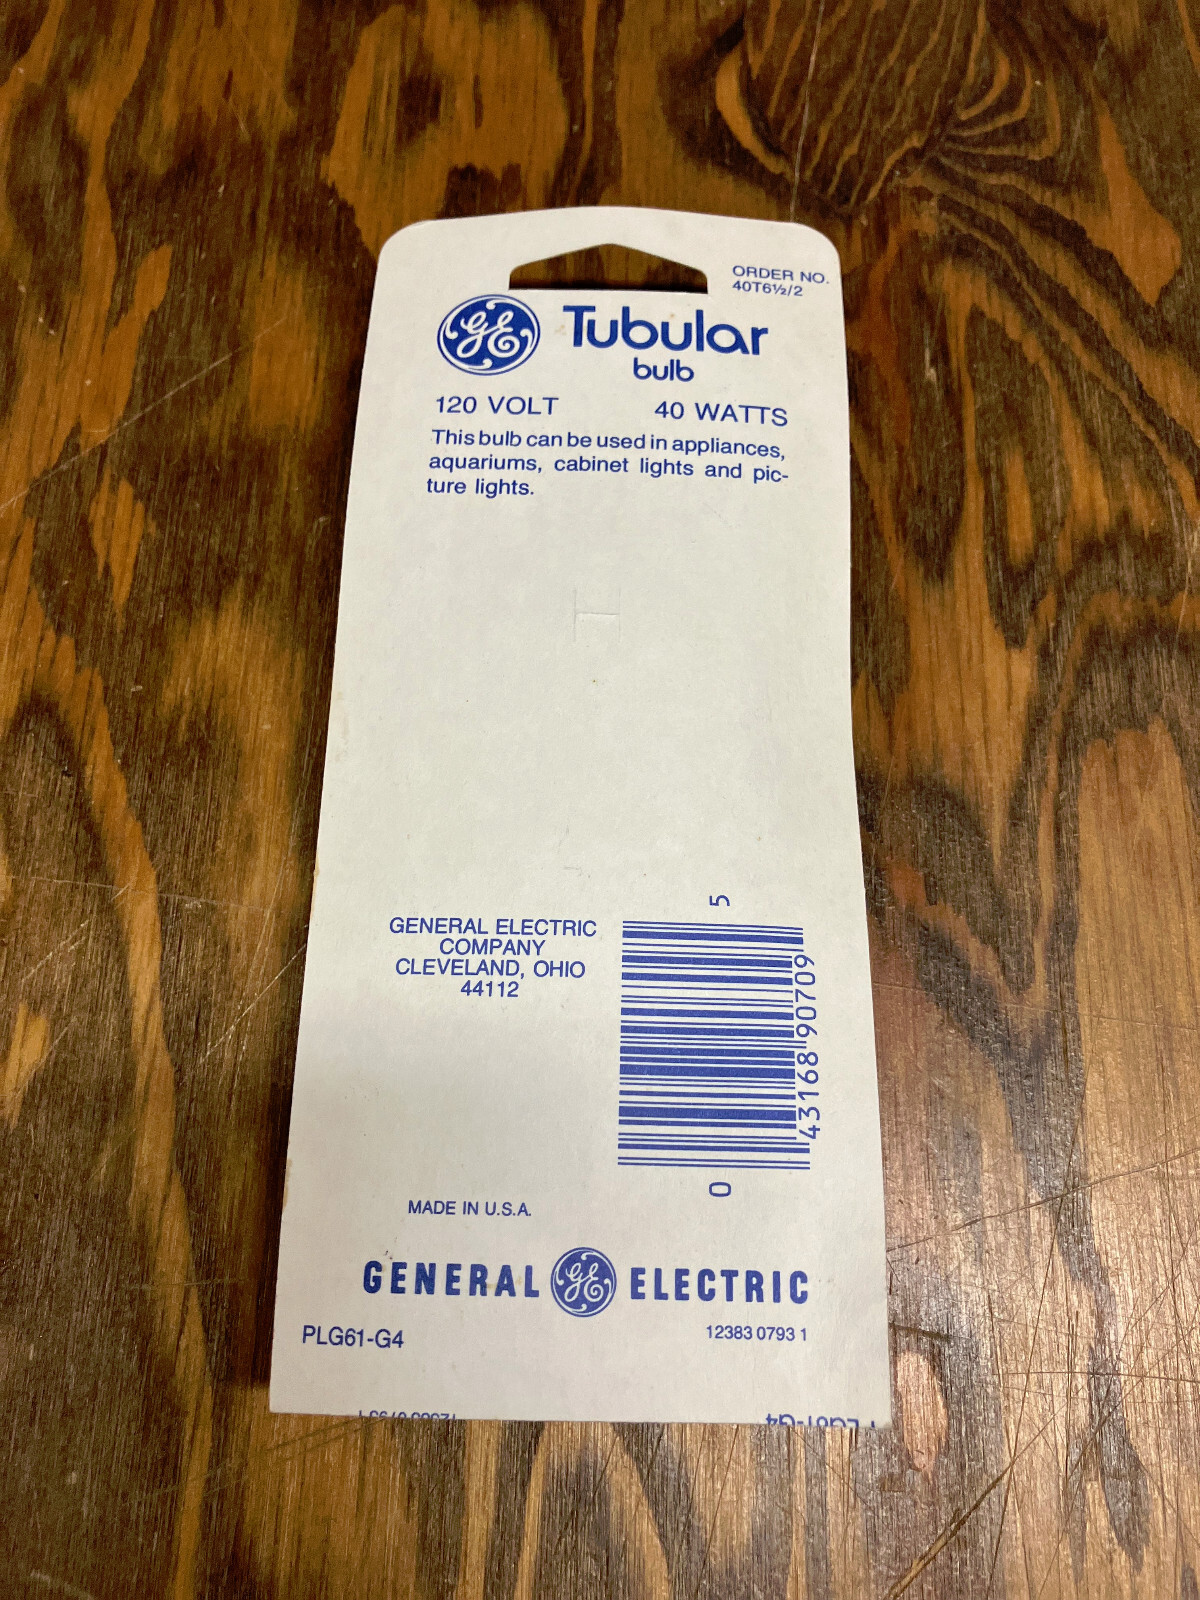 ORDER NO.
40T6½/2
GE
Tubular
bulb
120 VOLT 40 WATTS
This bulb can be used in appliances,
aquariums, cabinet lights and pic-
ture lights.
GENERAL ELECTRIC
COMPANY
CLEVELAND, OHIO
44112
0 43168 90709 5
MADE IN U.S.A.
GENERAL GE ELECTRIC
PLG61-G4
12383 0793 1